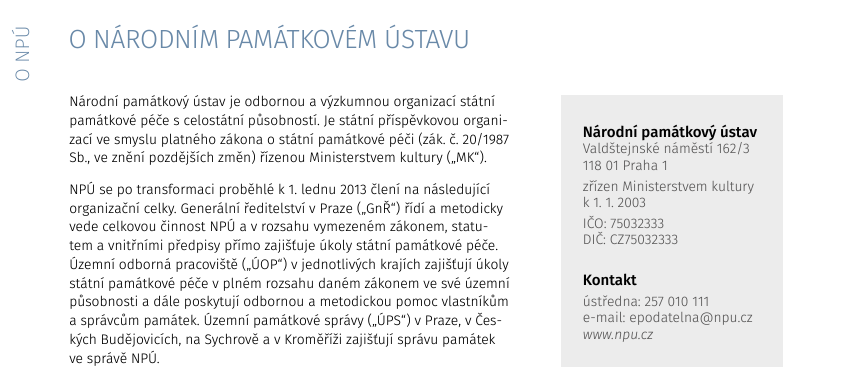 O NPÚ
O NÁRODNÍM PAMÁTKOVÉM ÚSTAVU
Národní památkový ústav je odbornou a výzkumnou organizací státní
památkové péče s celostátní působností. Je státní příspěvkovou organi-
zací ve smyslu platného zákona o státní památkové péči (zák. č. 20/1987
Sb., ve znění pozdějších změn) řízenou Ministerstvem kultury („MK“).
NPÚ se po transformaci proběhlé k 1. lednu 2013 člení na následující
organizační celky. Generální ředitelství v Praze („GnŘ“) řídí a metodicky
vede celkovou činnost NPÚ a v rozsahu vymezeném zákonem, statu-
tem a vnitřními předpisy přímo zajišťuje úkoly státní památkové péče.
Územní odborná pracoviště („ÚOP“) v jednotlivých krajích zajišťují úkoly
státní památkové péče v plném rozsahu daném zákonem ve své územní
působnosti a dále poskytují odbornou a metodickou pomoc vlastníkům
a správcům památek. Územní památkové správy („ÚPS“) v Praze, v Čes-
kých Budějovicích, na Sychrově a v Kroměříži zajišťují správu památek
ve správě NPÚ.
Národní památkový ústav
Valdštejnské náměstí 162/3
118 01 Praha 1
zřízen Ministerstvem kultury
k 1. 1. 2003
IČO: 75032333
DIČ: CZ75032333
Kontakt
ústředna: 257 010 111
e-mail: epodatelna@npu.cz
www.npu.cz